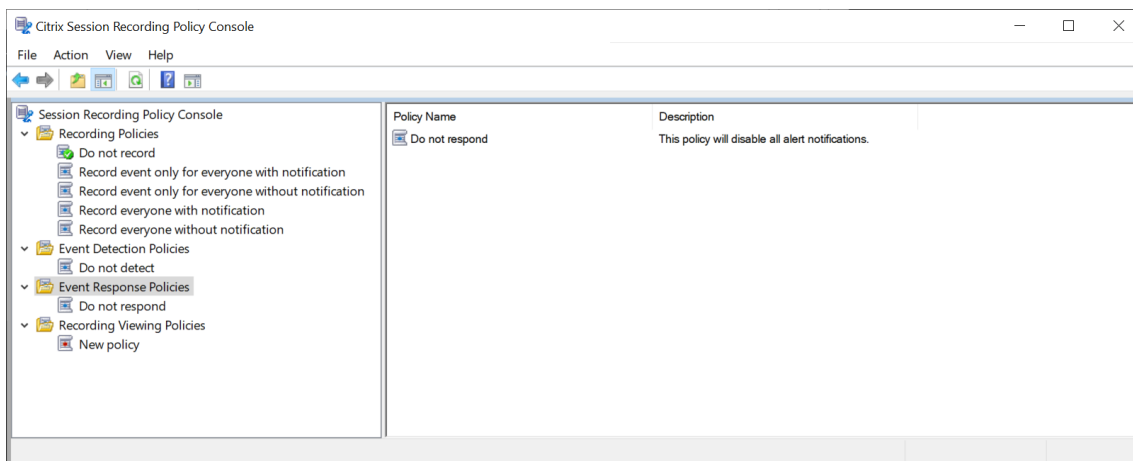 Citrix Session Recording Policy Console
File Action View Help
Session Recording Policy Console
Recording Policies
Do not record
Record event only for everyone with notification
Record event only for everyone without notification
Record everyone with notification
Record everyone without notification
Event Detection Policies
Do not detect
Event Response Policies
Do not respond
Recording Viewing Policies
New policy
Policy Name Description
Do not respond This policy will disable all alert notifications.